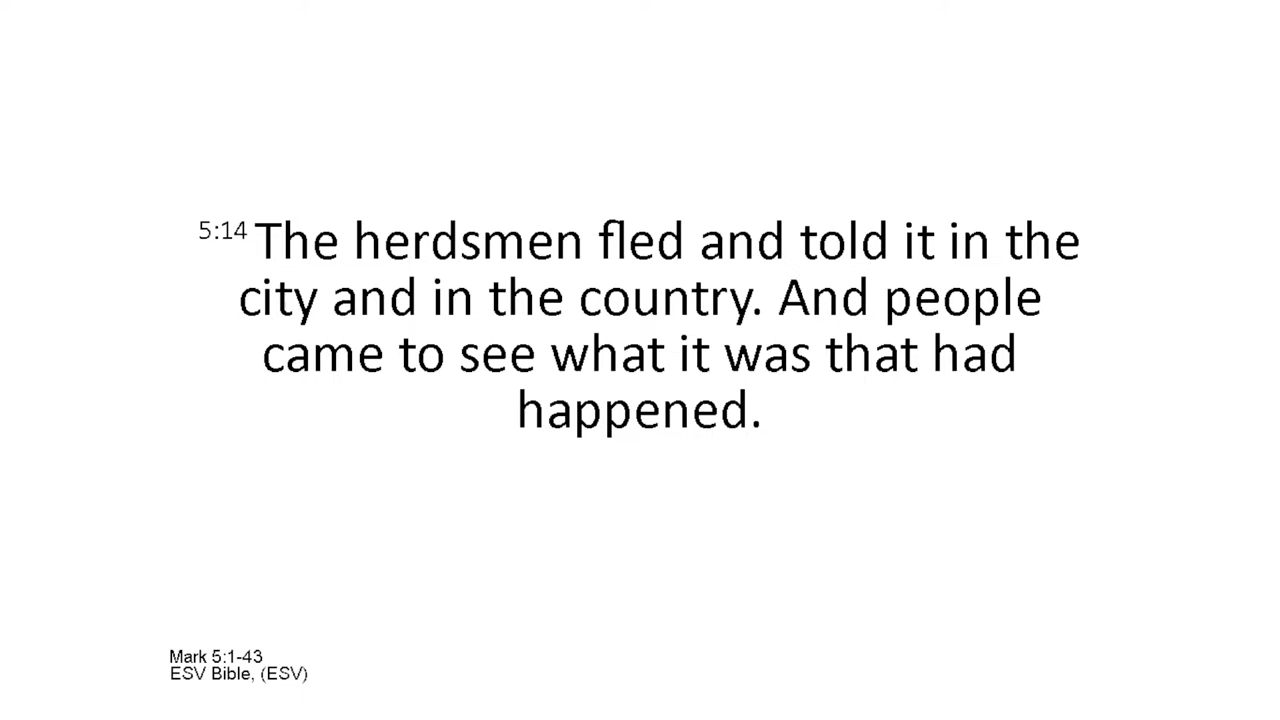 5:14 The herdsmen fled and told it in the
city and in the country. And people
came to see what it was that had
happened.
Mark 5:1-43
ESV Bible, (ESV)